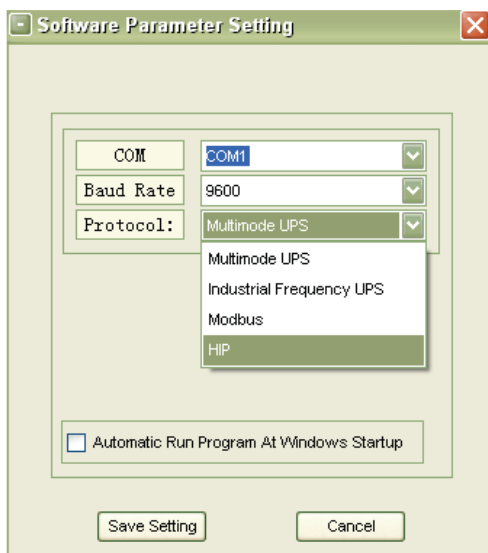 Software Parameter Setting
COM COM1
Baud Rate 9600
Protocol: Multimode UPS
Multimode UPS
Industrial Frequency UPS
Modbus
HIP
Automatic Run Program At Windows Startup
Save Setting Cancel